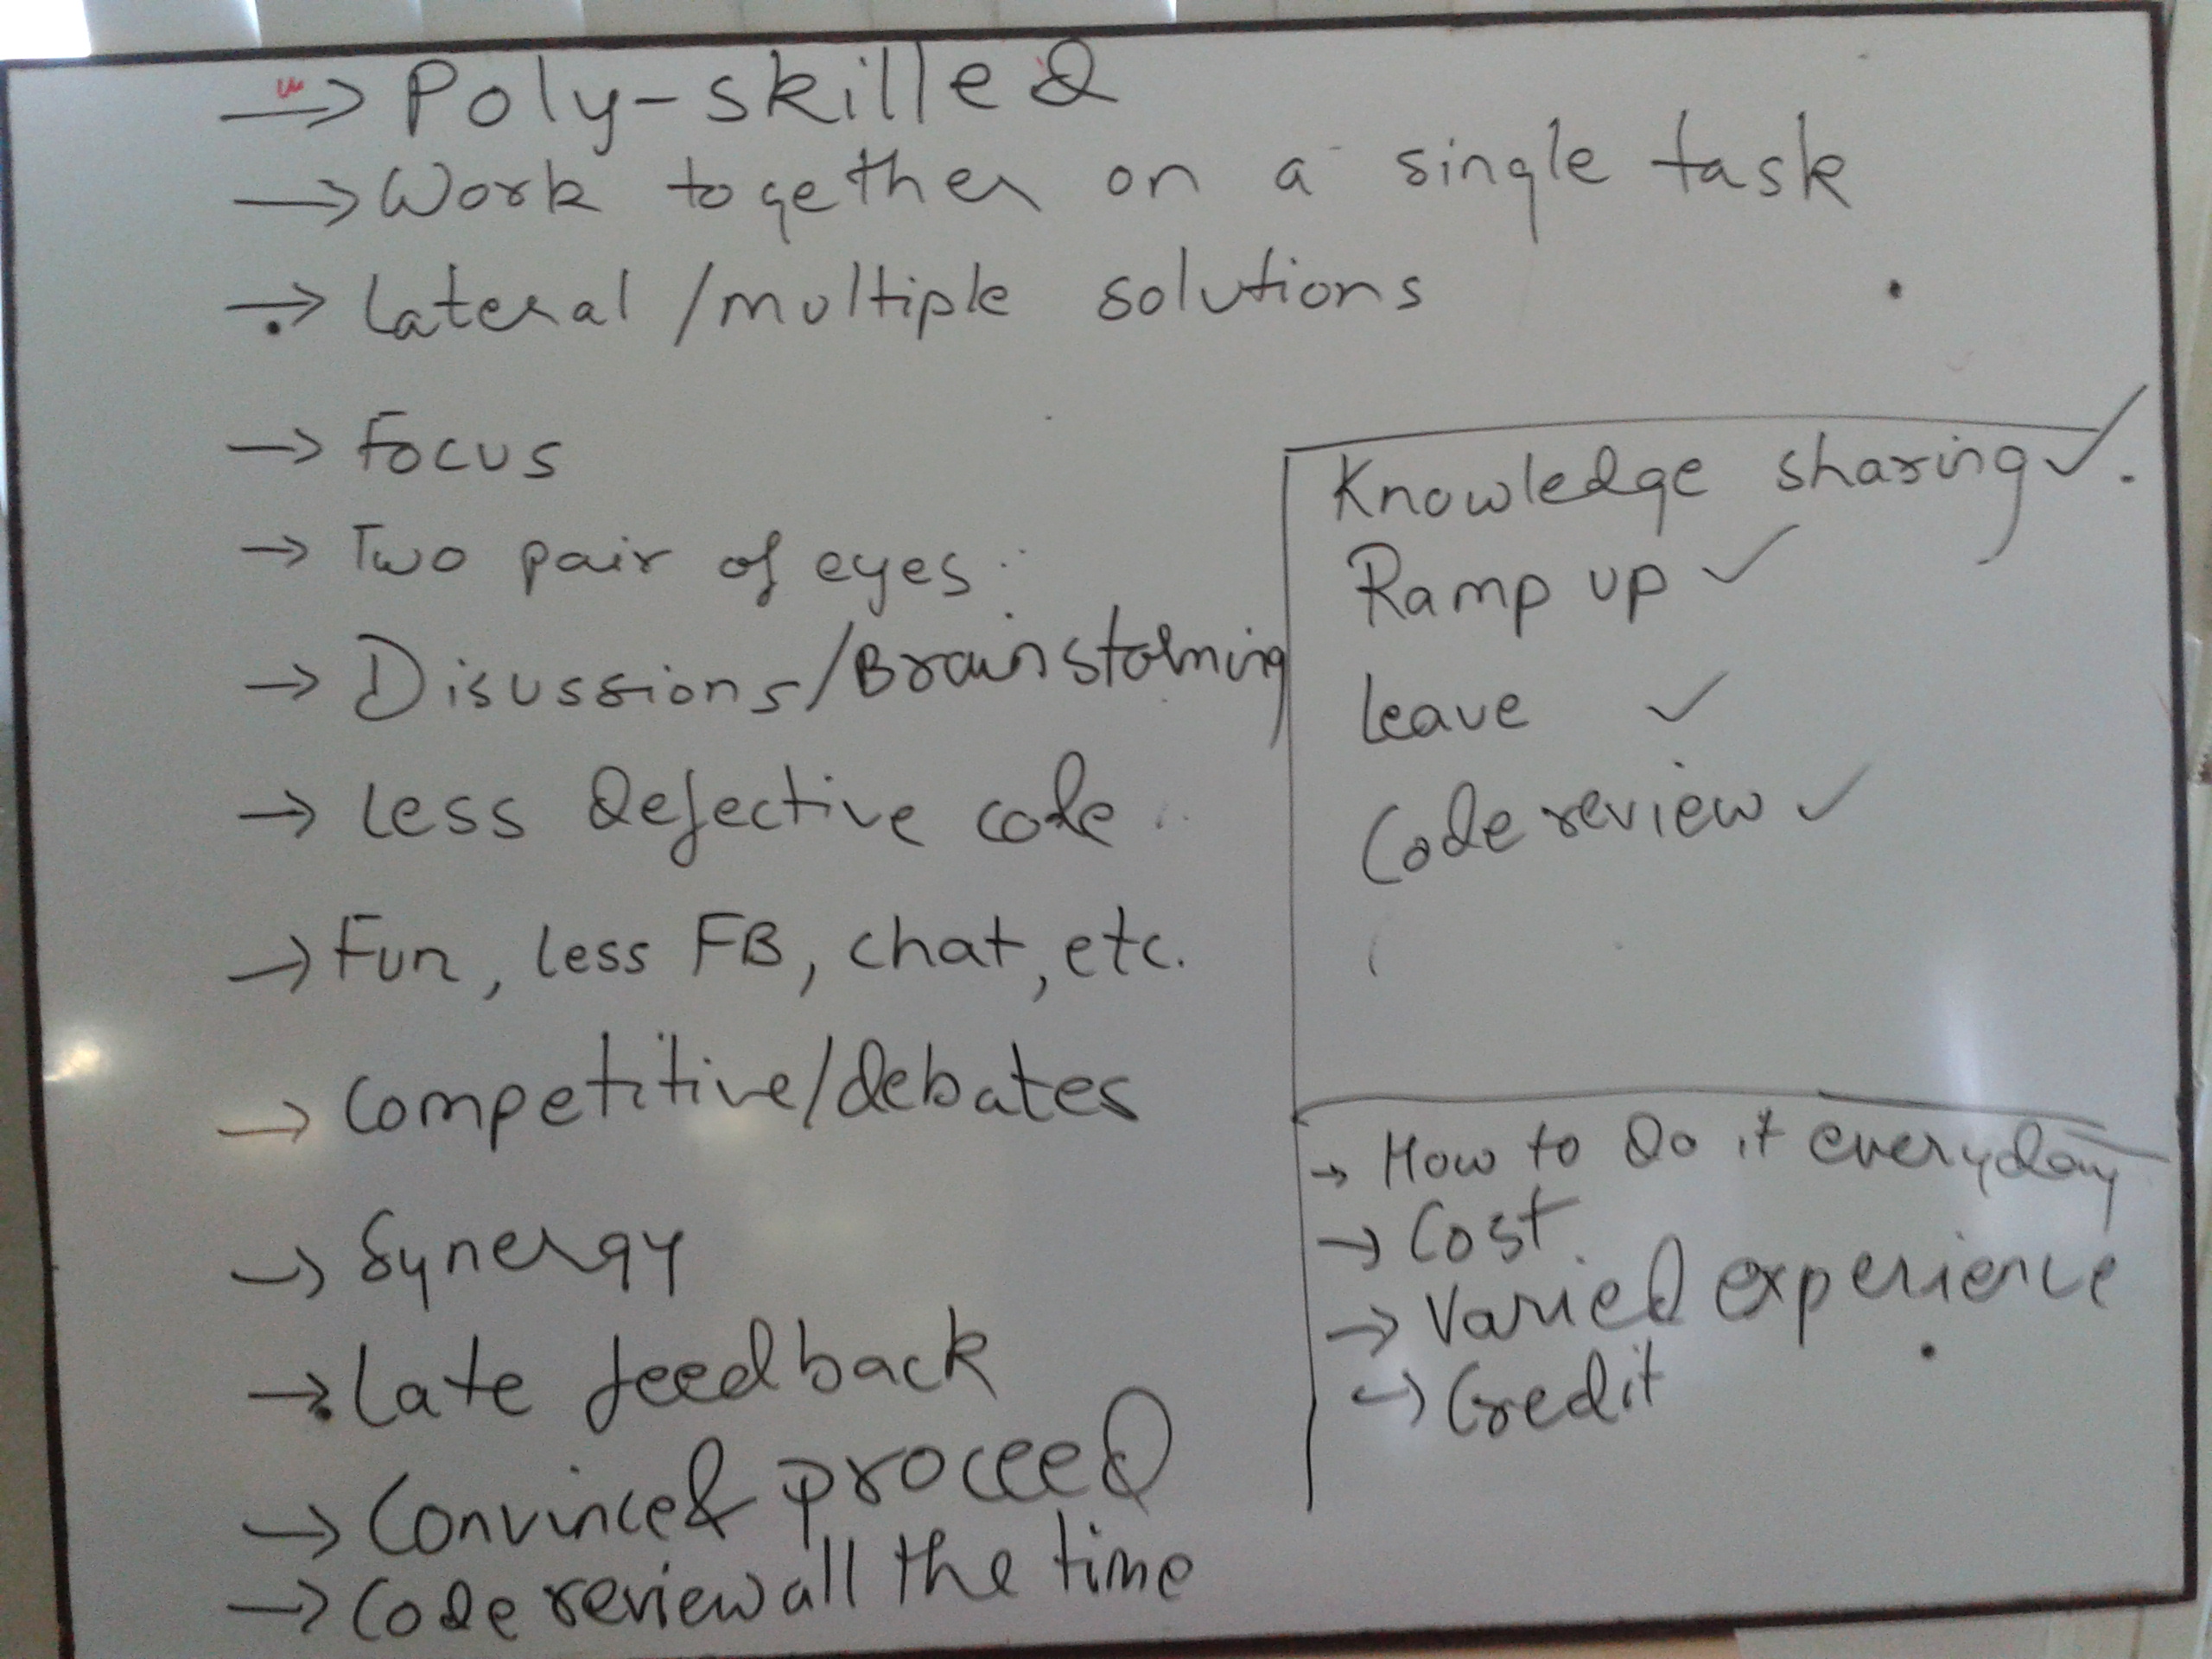 → Poly-skilled
→ Work together on a single task
→ Lateral/multiple solutions
→ Focus
→ Two pair of eyes
→ Disussions/Brainstorming
→ Less defective code
→ Fun, less FB, chat, etc.
→ Competitive/debates
→ Synergy
→ Late feedback
→ Convince & proceed
→ Code review all the time
Knowledge sharing ✓
Ramp up ✓
Leave ✓
Code review ✓
→ How to do it everyday
→ Cost
→ Varied experience
→ Credit